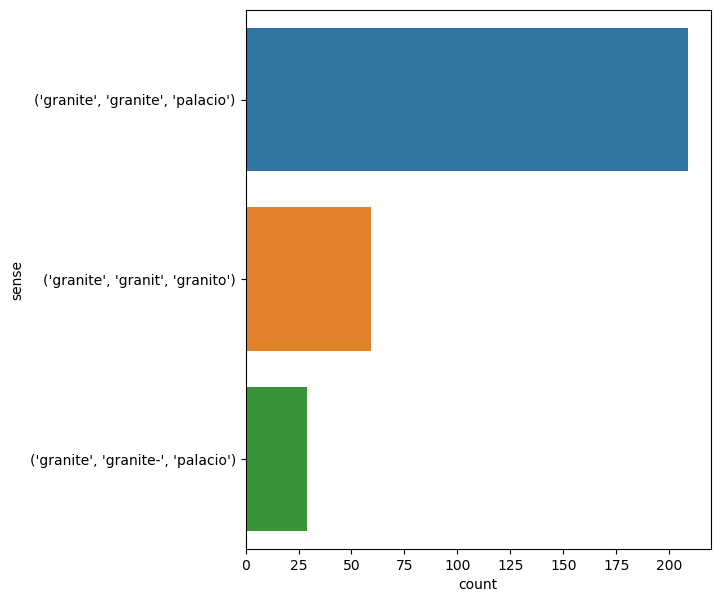 ('granite', 'granite', 'palacio')
('granite', 'granit', 'granito')
('granite', 'granite-', 'palacio')
sense
0 25 50 75 100 125 150 175 200
count